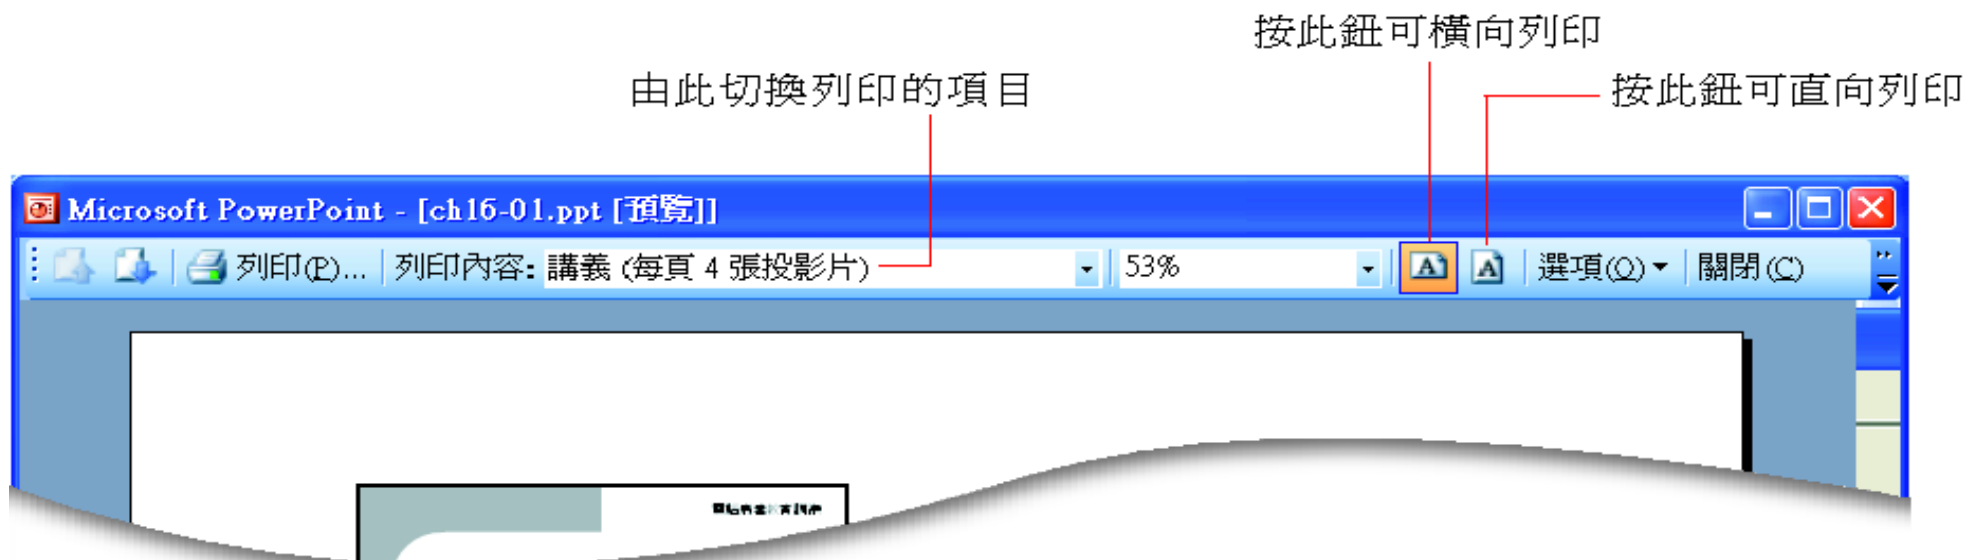 按此鈕可橫向列印
由此切換列印的項目
按此鈕可直向列印
Microsoft PowerPoint - [ch16-01.ppt [預覽]]
列印(P)... 列印內容: 講義 (每頁 4 張投影片) 53% 選項(O) 關閉(C)